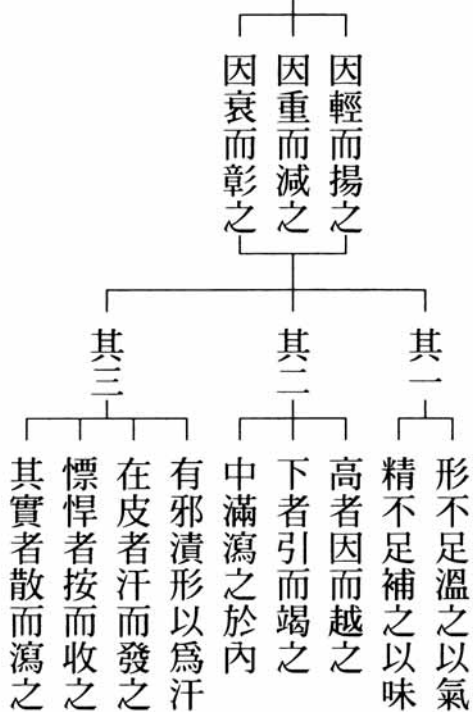 因輕而揚之
因重而減之
因衰而彰之
其一
形不足溫之以氣
精不足補之以味
其二
高者因而越之
下者引而竭之
中滿瀉之於內
其三
有邪漬形以爲汗
在皮者汗而發之
慓悍者按而收之
其實者散而瀉之